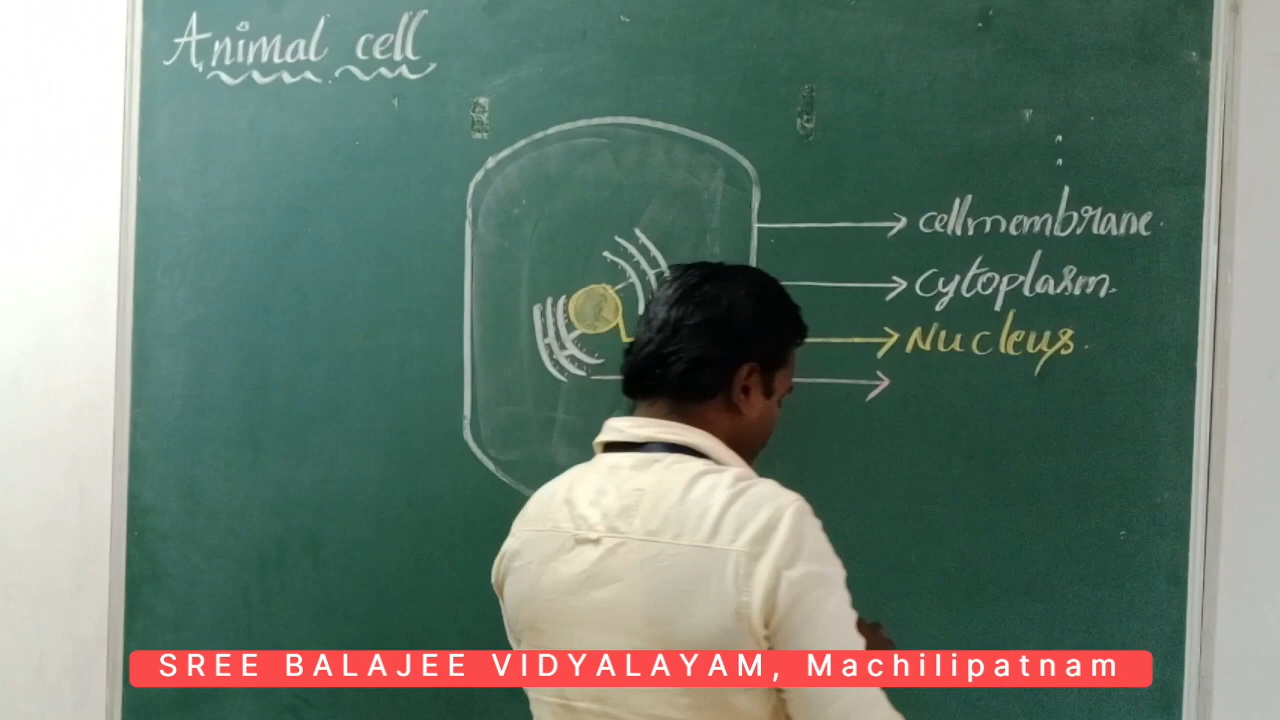 Animal cell
cellmembrane
cytoplasm.
Nucleus.
SREE BALAJEE VIDYALAYAM, Machilipatnam